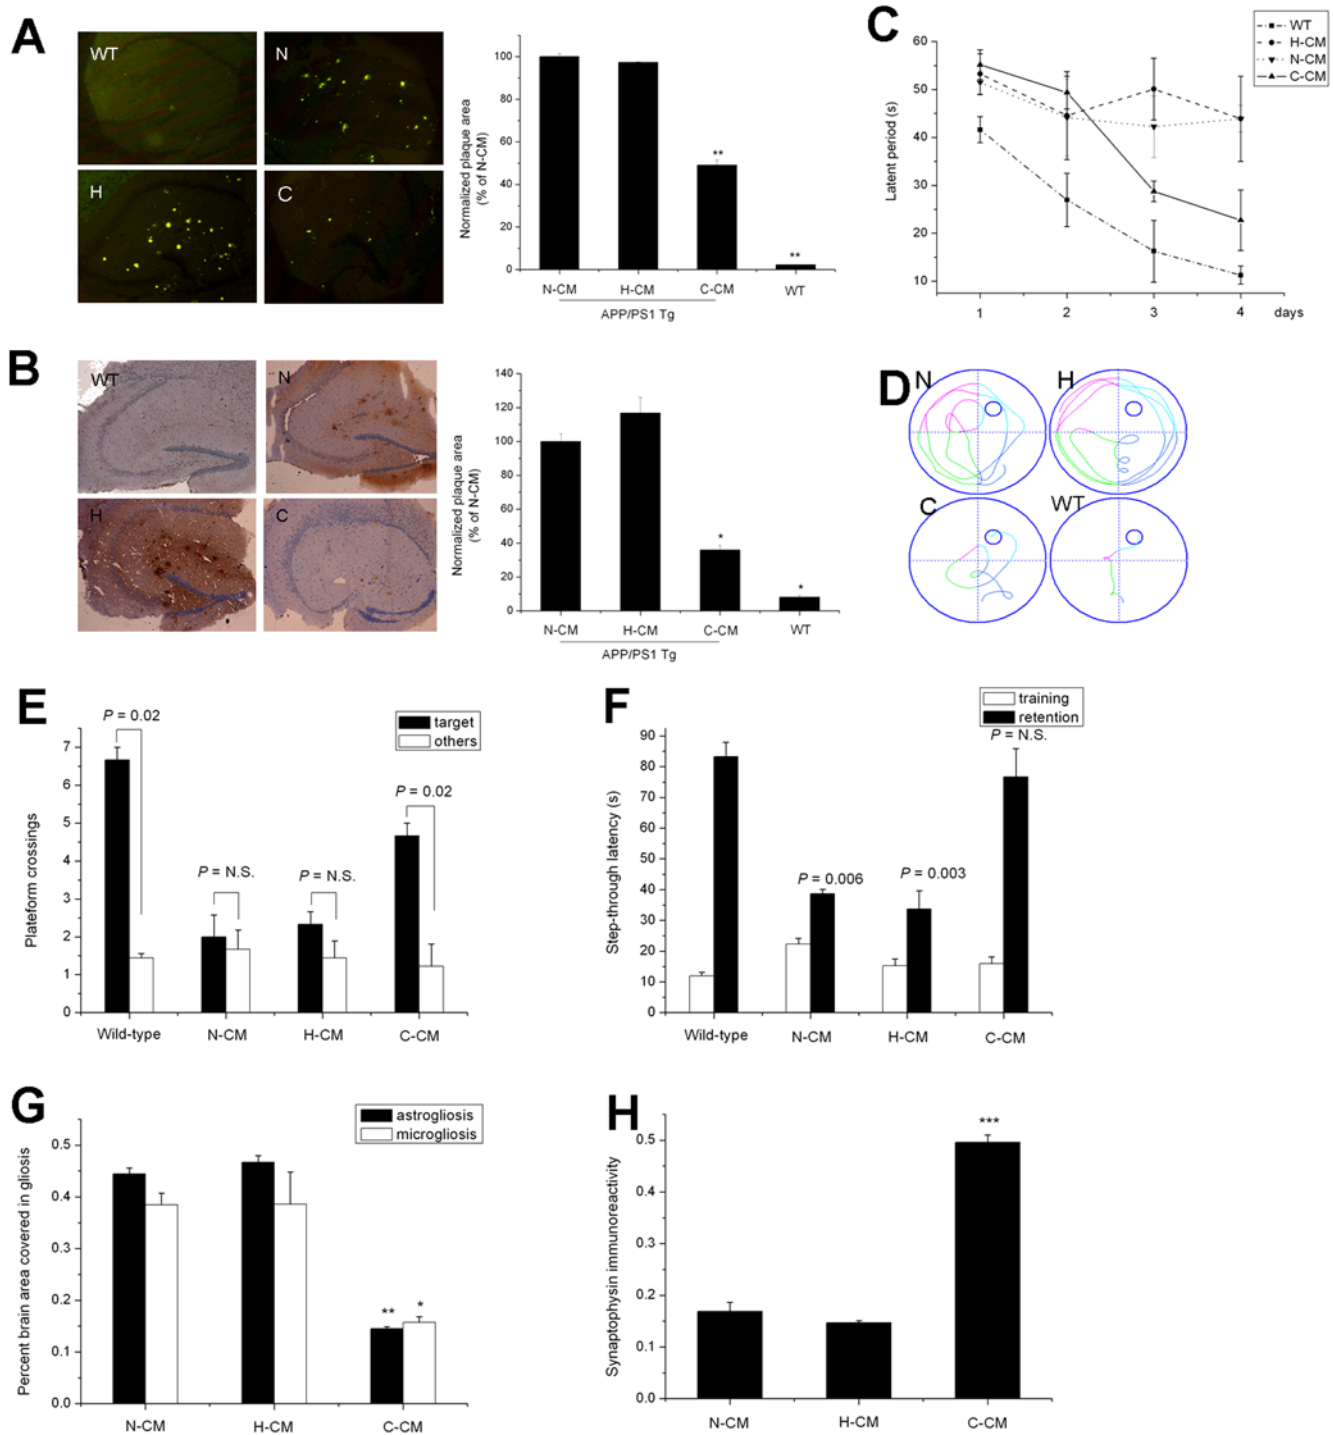 A
WT
N
H
C
Normalized plaque area
(% of N-CM)
100
80
60
40
20
0
**
**
N-CM
H-CM
C-CM
WT
APP/PS1 Tg
C
WT
H-CM
N-CM
C-CM
Latent period (s)
60
50
40
30
20
10
1
2
3
4
days
B
WT
N
H
C
Normalized plaque area
(% of N-CM)
140
120
100
80
60
40
20
0
*
*
N-CM
H-CM
C-CM
WT
APP/PS1 Tg
D
N
H
C
WT
E
target
others
Plateform crossings
7
6
5
4
3
2
1
0
P = 0.02
P = N.S.
P = N.S.
P = 0.02
Wild-type
N-CM
H-CM
C-CM
F
training
retention
Step-through latency (s)
90
80
70
60
50
40
30
20
10
0
P = 0.006
P = 0.003
P = N.S.
Wild-type
N-CM
H-CM
C-CM
G
astrogliosis
microgliosis
Percent brain area covered in gliosis
0.5
0.4
0.3
0.2
0.1
0.0
**
*
N-CM
H-CM
C-CM
H
Synaptophysin immunoreactivity
0.5
0.4
0.3
0.2
0.1
0.0
***
N-CM
H-CM
C-CM